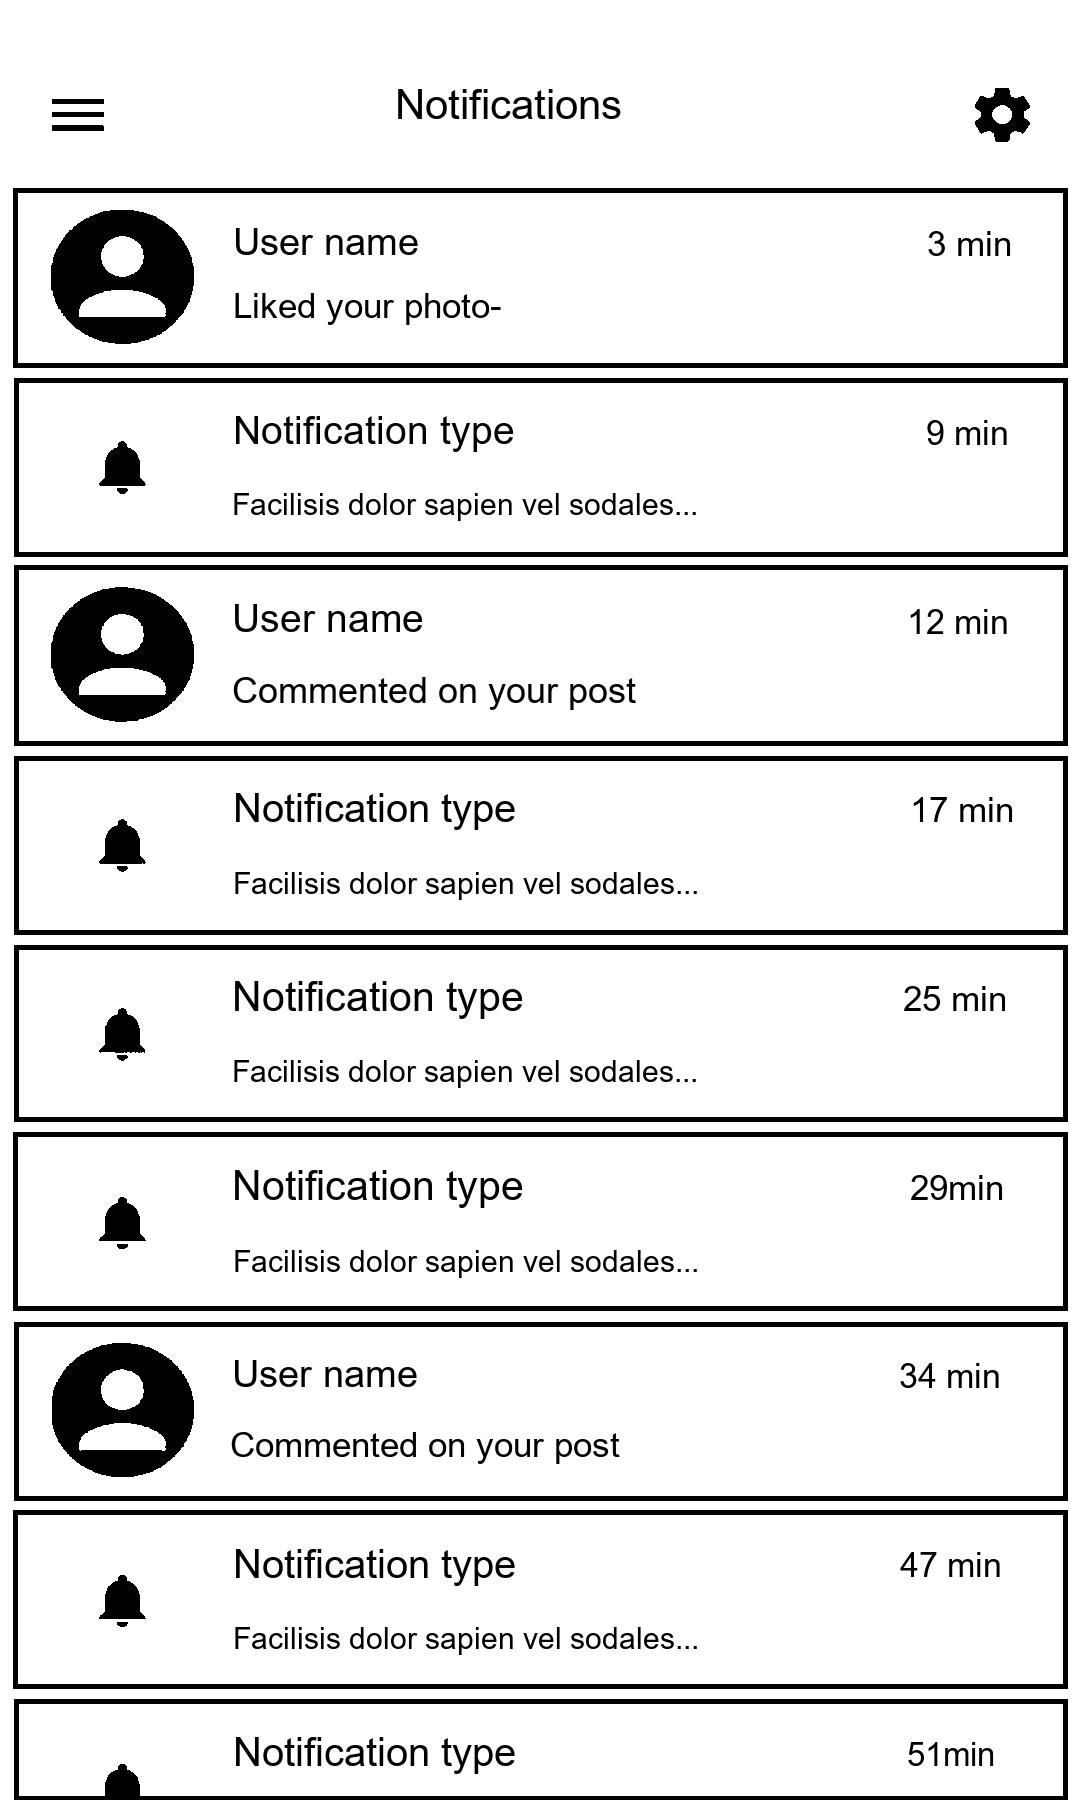 Notifications
User name 3 min
Liked your photo-
Notification type 9 min
Facilisis dolor sapien vel sodales...
User name 12 min
Commented on your post
Notification type 17 min
Facilisis dolor sapien vel sodales...
Notification type 25 min
Facilisis dolor sapien vel sodales...
Notification type 29min
Facilisis dolor sapien vel sodales...
User name 34 min
Commented on your post
Notification type 47 min
Facilisis dolor sapien vel sodales...
Notification type 51min